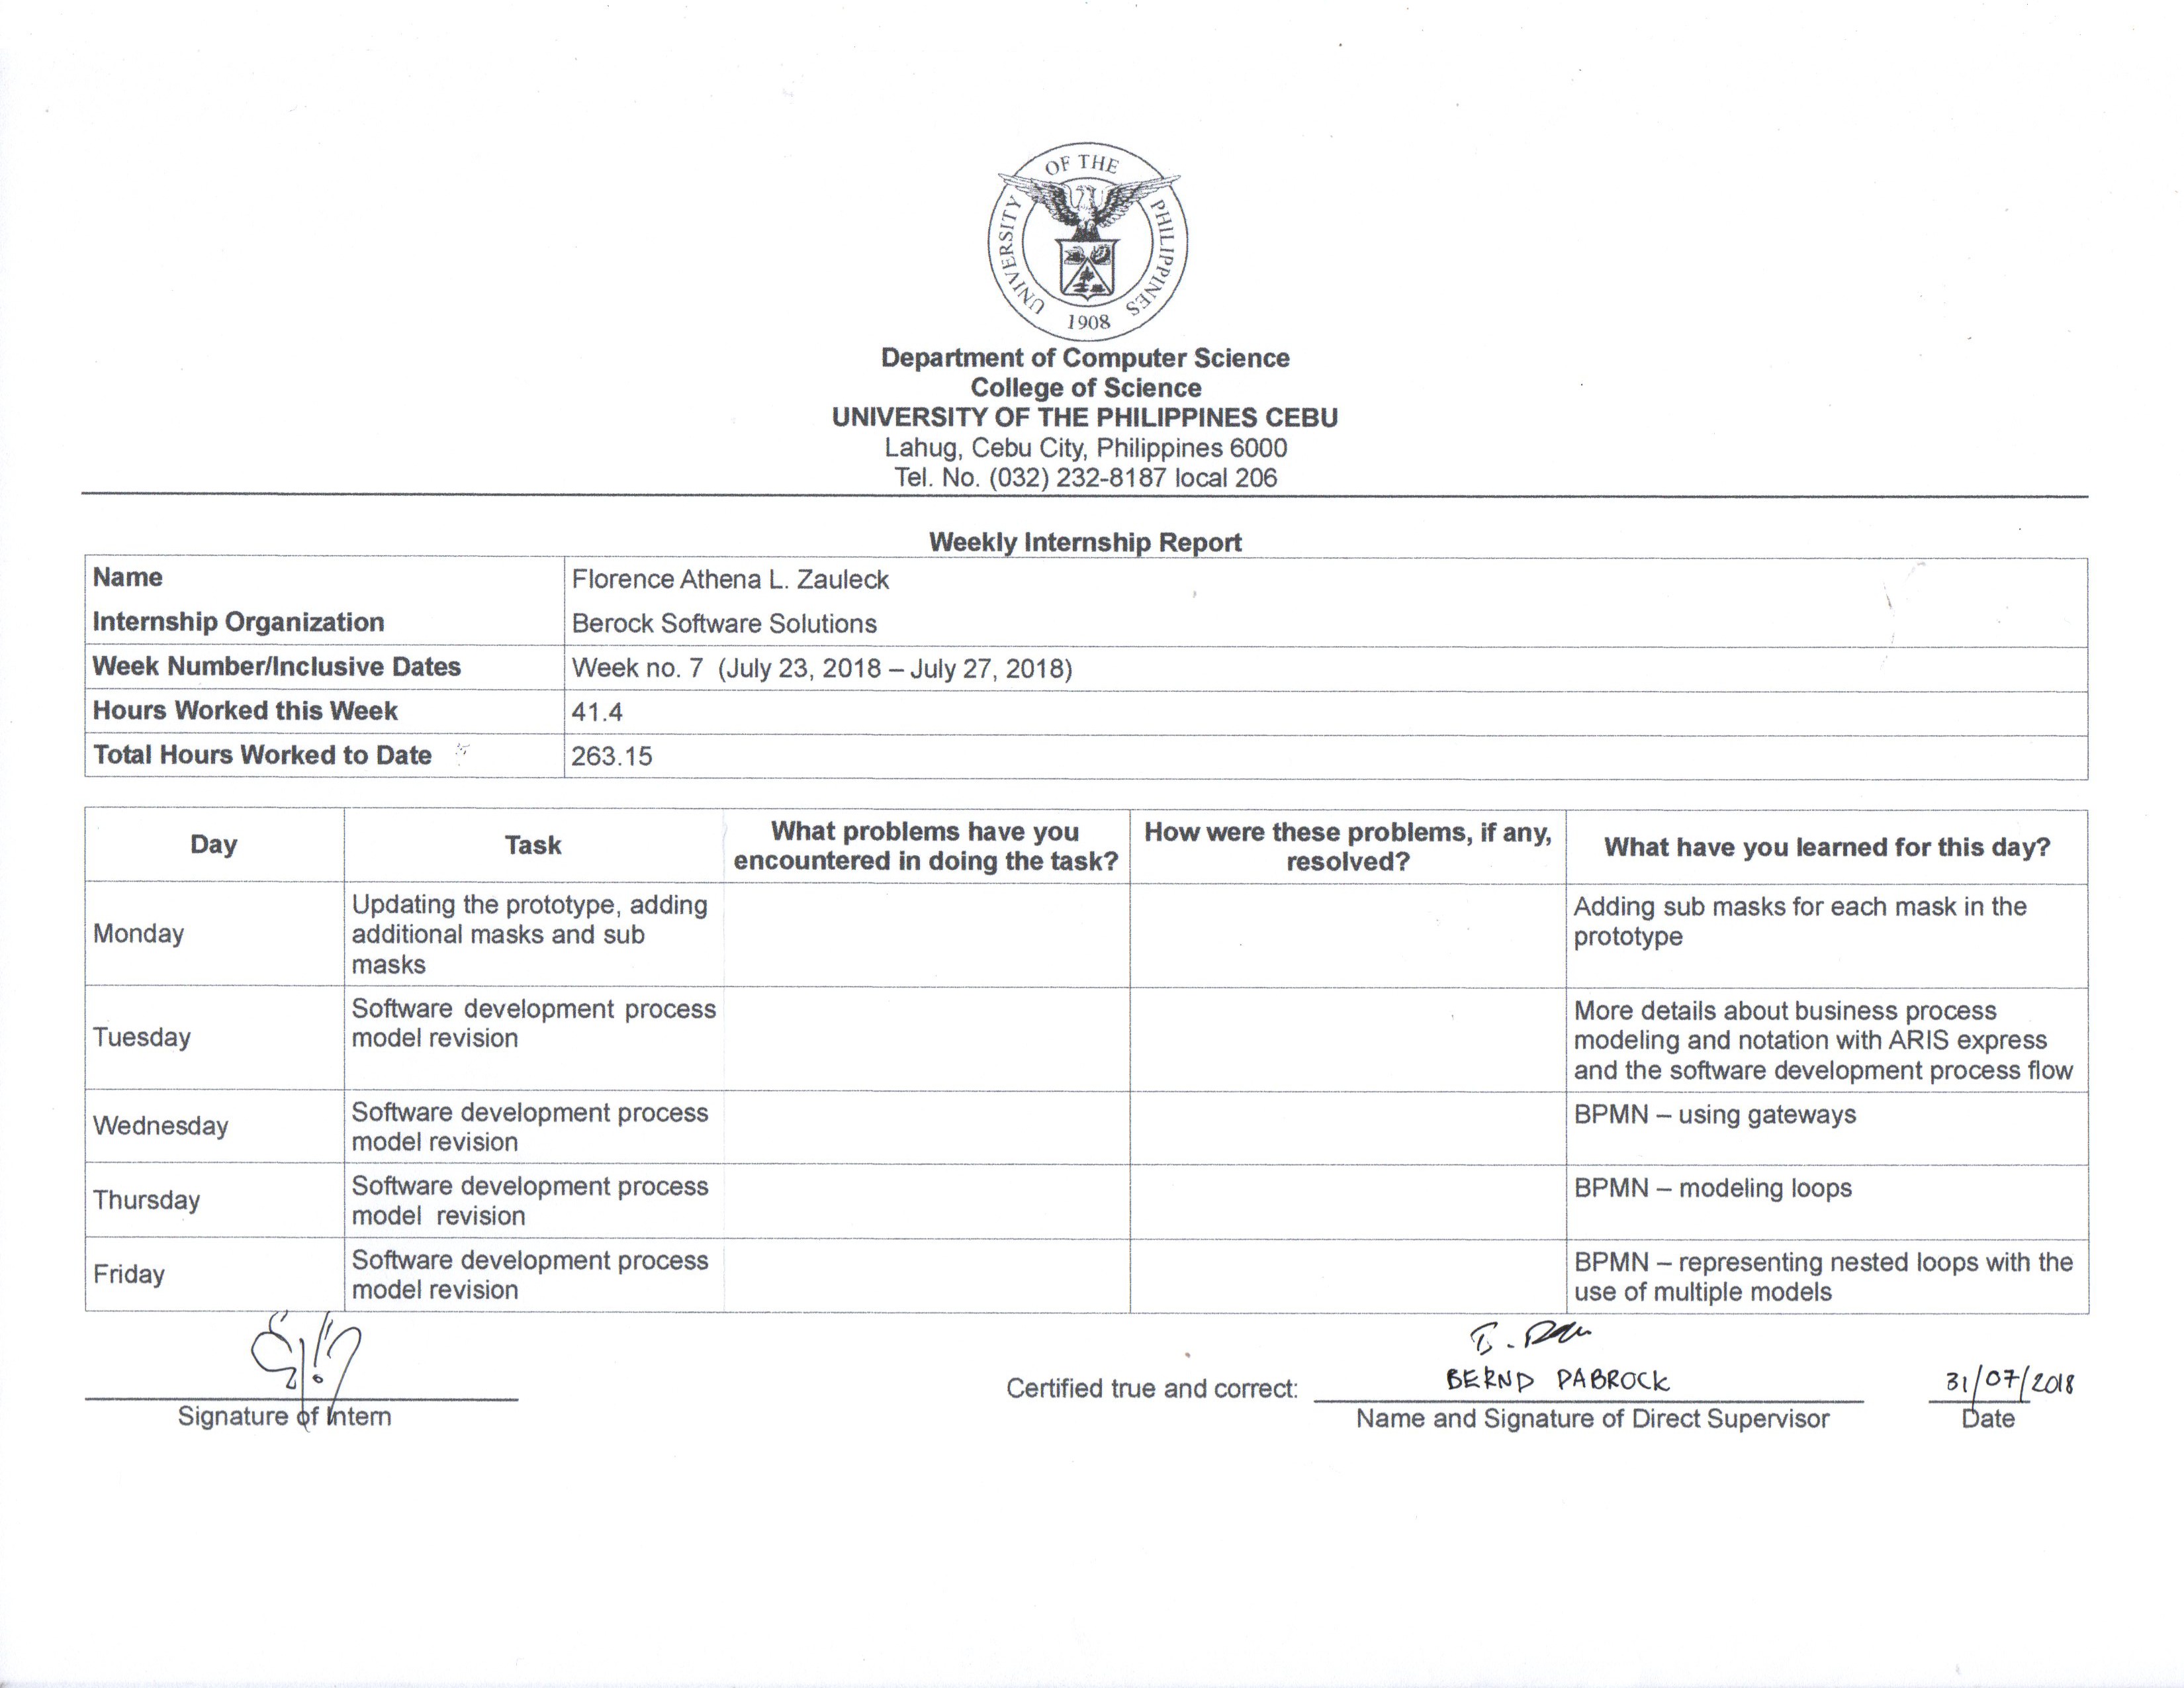 UNIVERSITY OF THE PHILIPPINES
1908
Department of Computer Science
College of Science
UNIVERSITY OF THE PHILIPPINES CEBU
Lahug, Cebu City, Philippines 6000
Tel. No. (032) 232-8187 local 206
Weekly Internship Report
Name Florence Athena L. Zauleck
Internship Organization Berock Software Solutions
Week Number/Inclusive Dates Week no. 7 (July 23, 2018 – July 27, 2018)
Hours Worked this Week 41.4
Total Hours Worked to Date 263.15
Day
Task
What problems have you
encountered in doing the task?
How were these problems, if any,
resolved?
What have you learned for this day?
Monday
Updating the prototype, adding
additional masks and sub
masks
Adding sub masks for each mask in the
prototype
Tuesday
Software development process
model revision
More details about business process
modeling and notation with ARIS express
and the software development process flow
Wednesday
Software development process
model revision
BPMN – using gateways
Thursday
Software development process
model revision
BPMN – modeling loops
Friday
Software development process
model revision
BPMN – representing nested loops with the
use of multiple models
Signature of Intern
Certified true and correct:
BERND PABROCK
Name and Signature of Direct Supervisor
31/07/2018
Date